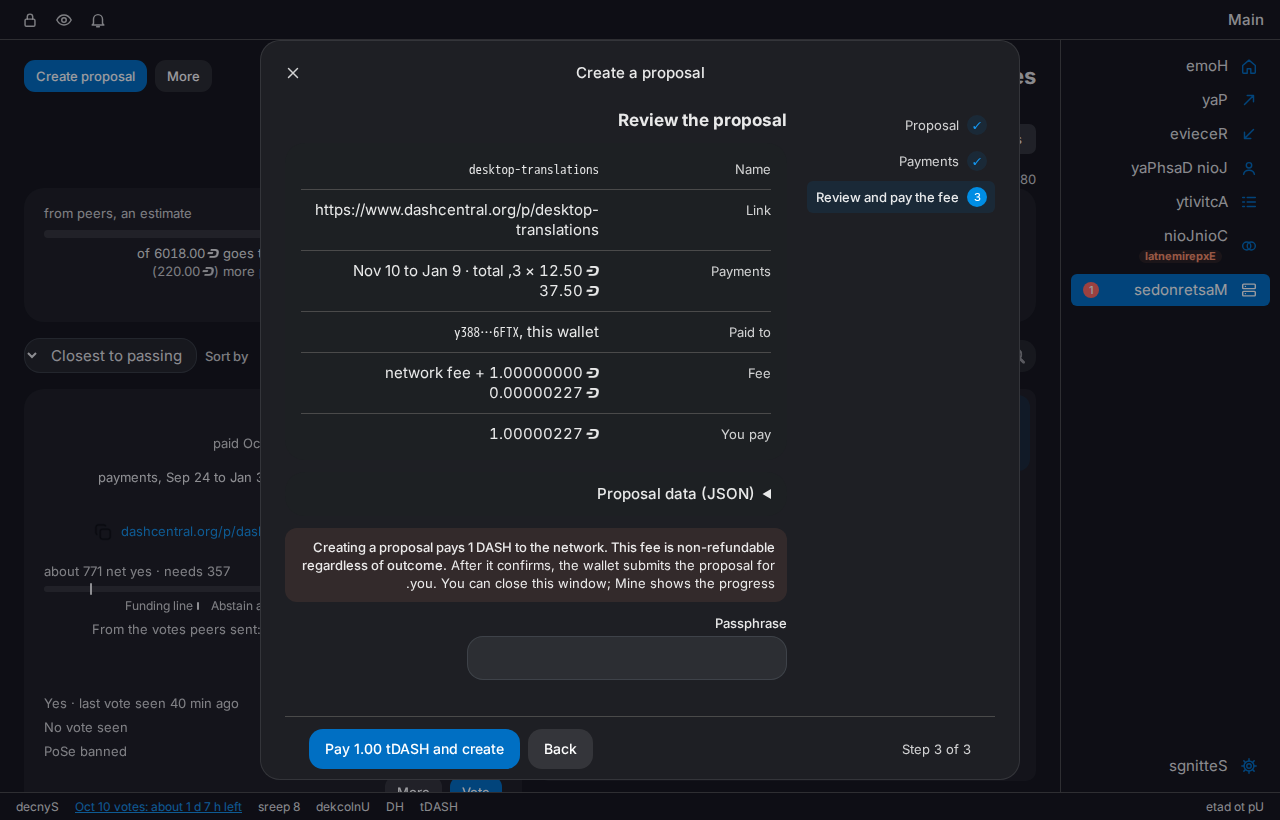 Main
emoH
yaP
evieceR
yaPhsaD nioJ
ytivitcA
nioJnioC
latnemirepxE
sedonretsaM
1
sgnitteS
Create proposal
More
es
s
80
from peers, an estimate
of 6018.00 goes t
(220.00) more
Closest to passing
Sort by
paid Oc
payments, Sep 24 to Jan 3
dashcentral.org/p/das
about 771 net yes · needs 357
Funding line
Abstain a
From the votes peers sent:
Yes · last vote seen 40 min ago
No vote seen
PoSe banned
More
Vote
Create a proposal
Proposal
Payments
3
Review and pay the fee
Review the proposal
Name
desktop-translations
Link
https://www.dashcentral.org/p/desktop-
translations
Payments
Nov 10 to Jan 9 · total ,3 × 12.50
37.50
Paid to
y388…6FTX, this wallet
Fee
network fee + 1.00000000
0.00000227
You pay
1.00000227
Proposal data (JSON)
Creating a proposal pays 1 DASH to the network. This fee is non-refundable
regardless of outcome. After it confirms, the wallet submits the proposal for
.you. You can close this window; Mine shows the progress
Passphrase
Pay 1.00 tDASH and create
Back
Step 3 of 3
decnyS
Oct 10 votes: about 1 d 7 h left
sreep 8
dekcolnU
DH
tDASH
etad ot pU